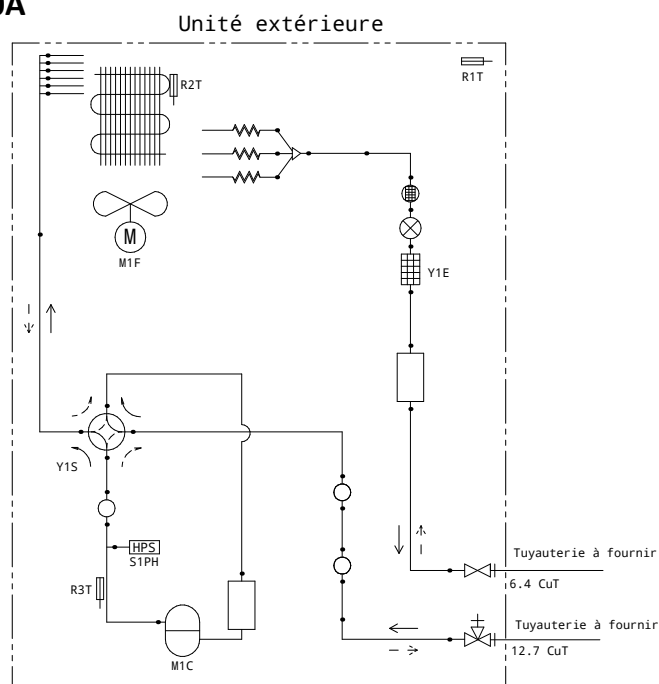 Unité extérieure
R1T
R2T
M
M1F
Y1E
Y1S
HPS
S1PH
R3T
M1C
Tuyauterie à fournir
6.4 CuT
Tuyauterie à fournir
12.7 CuT